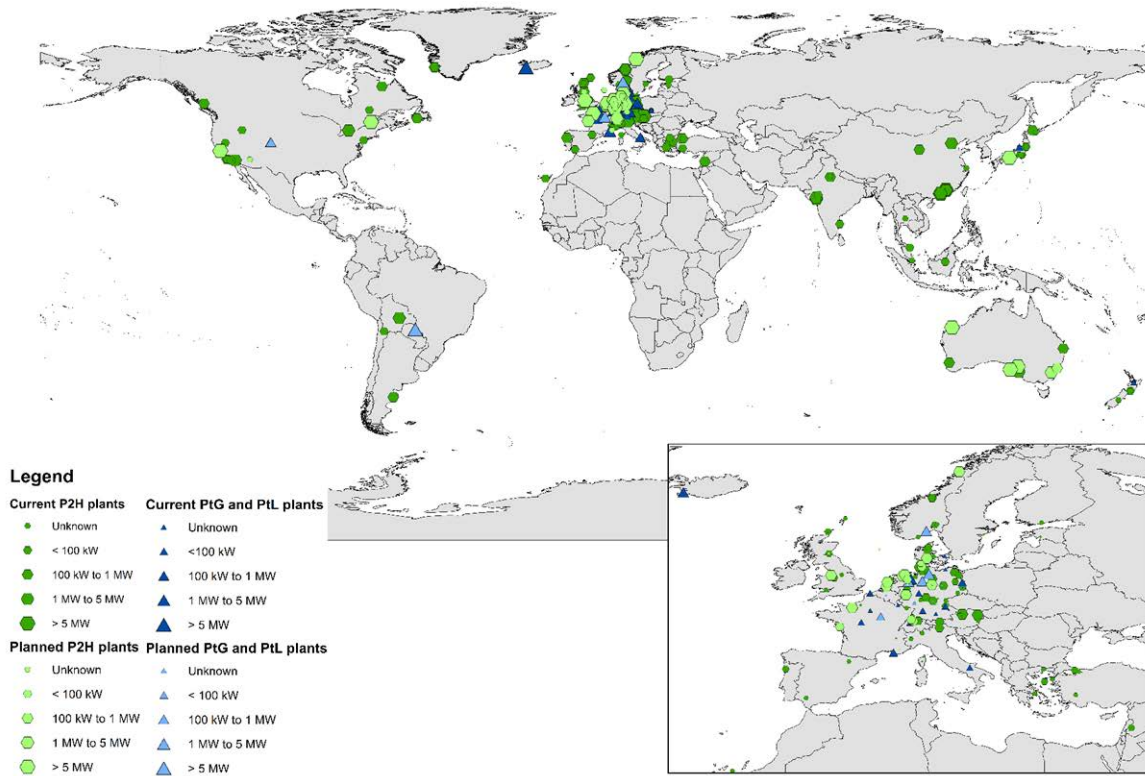 Legend
Current P2H plants
Unknown
< 100 kW
100 kW to 1 MW
1 MW to 5 MW
> 5 MW
Current PtG and PtL plants
Unknown
<100 kW
100 kW to 1 MW
1 MW to 5 MW
> 5 MW
Planned P2H plants
Unknown
< 100 kW
100 kW to 1 MW
1 MW to 5 MW
> 5 MW
Planned PtG and PtL plants
Unknown
< 100 kW
100 kW to 1 MW
1 MW to 5 MW
> 5 MW